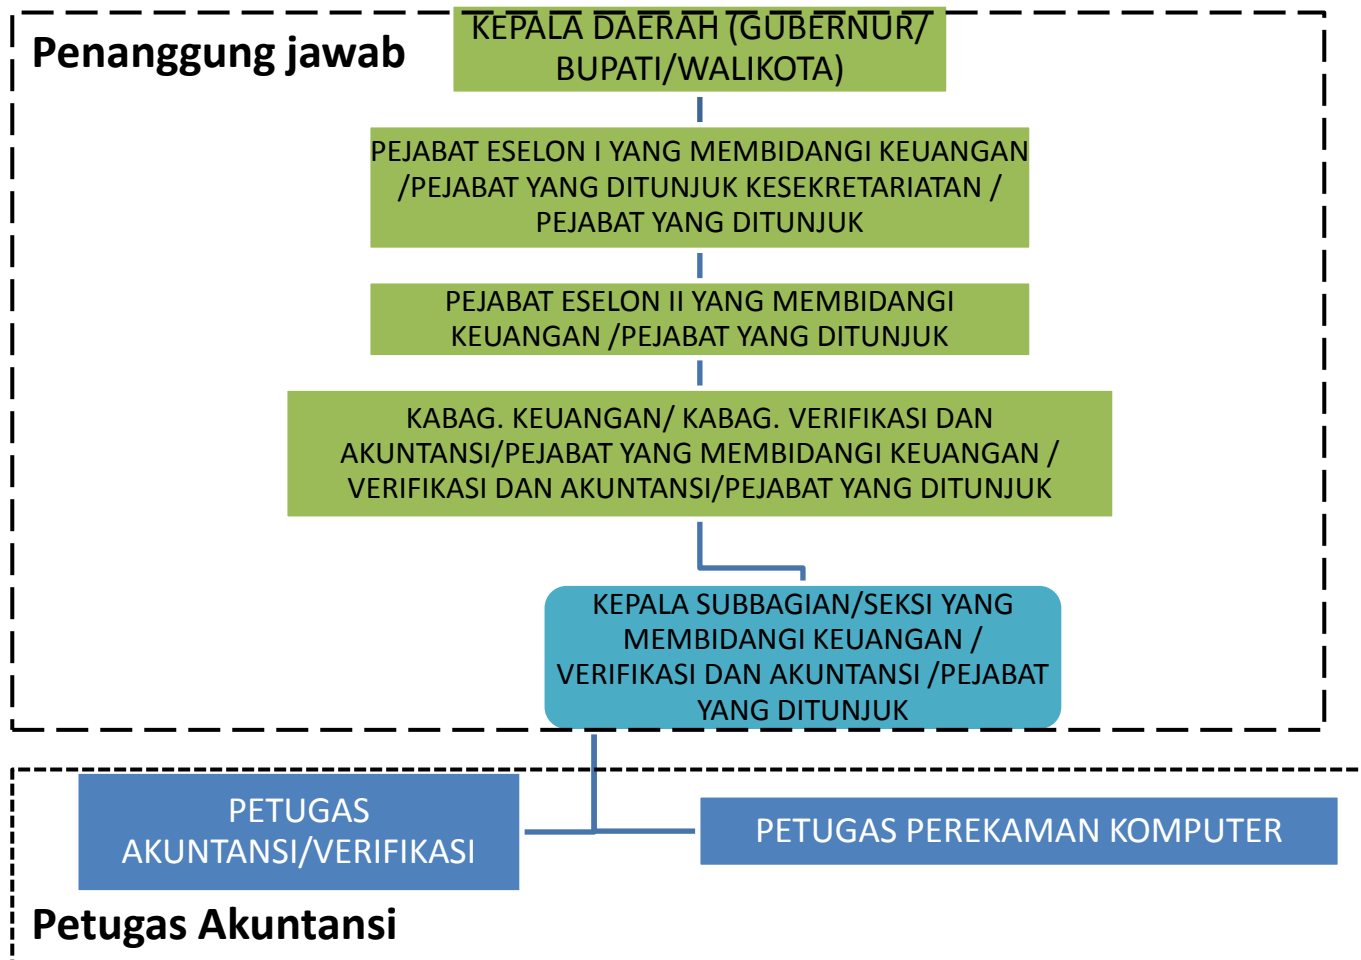 Penanggung jawab
KEPALA DAERAH (GUBERNUR/
BUPATI/WALIKOTA)
PEJABAT ESELON I YANG MEMBIDANGI KEUANGAN
/PEJABAT YANG DITUNJUK KESEKRETARIATAN /
PEJABAT YANG DITUNJUK
PEJABAT ESELON II YANG MEMBIDANGI
KEUANGAN /PEJABAT YANG DITUNJUK
KABAG. KEUANGAN/ KABAG. VERIFIKASI DAN
AKUNTANSI/PEJABAT YANG MEMBIDANGI KEUANGAN /
VERIFIKASI DAN AKUNTANSI/PEJABAT YANG DITUNJUK
KEPALA SUBBAGIAN/SEKSI YANG
MEMBIDANGI KEUANGAN /
VERIFIKASI DAN AKUNTANSI /PEJABAT
YANG DITUNJUK
PETUGAS
AKUNTANSI/VERIFIKASI
PETUGAS PEREKAMAN KOMPUTER
Petugas Akuntansi